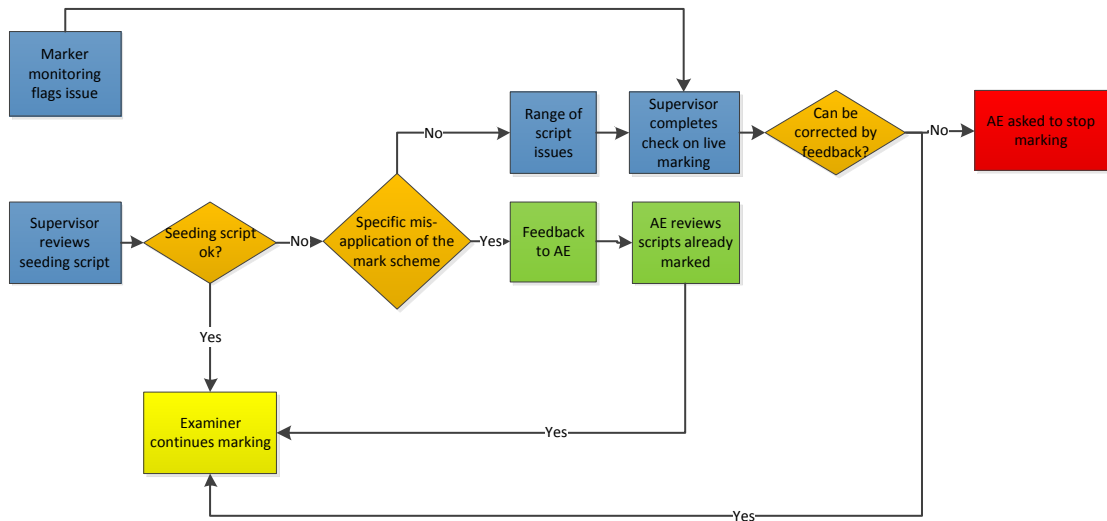 Marker
monitoring
flags issue
No
Range of
script
issues
Supervisor
completes
check on live
marking
Can be
corrected by
feedback?
No
AE asked to stop
marking
Supervisor
reviews
seeding script
Seeding script
ok?
No
Specific mis-
application of the
mark scheme
Yes
Feedback
to AE
AE reviews
scripts already
marked
Yes
Examiner
continues marking
Yes
Yes